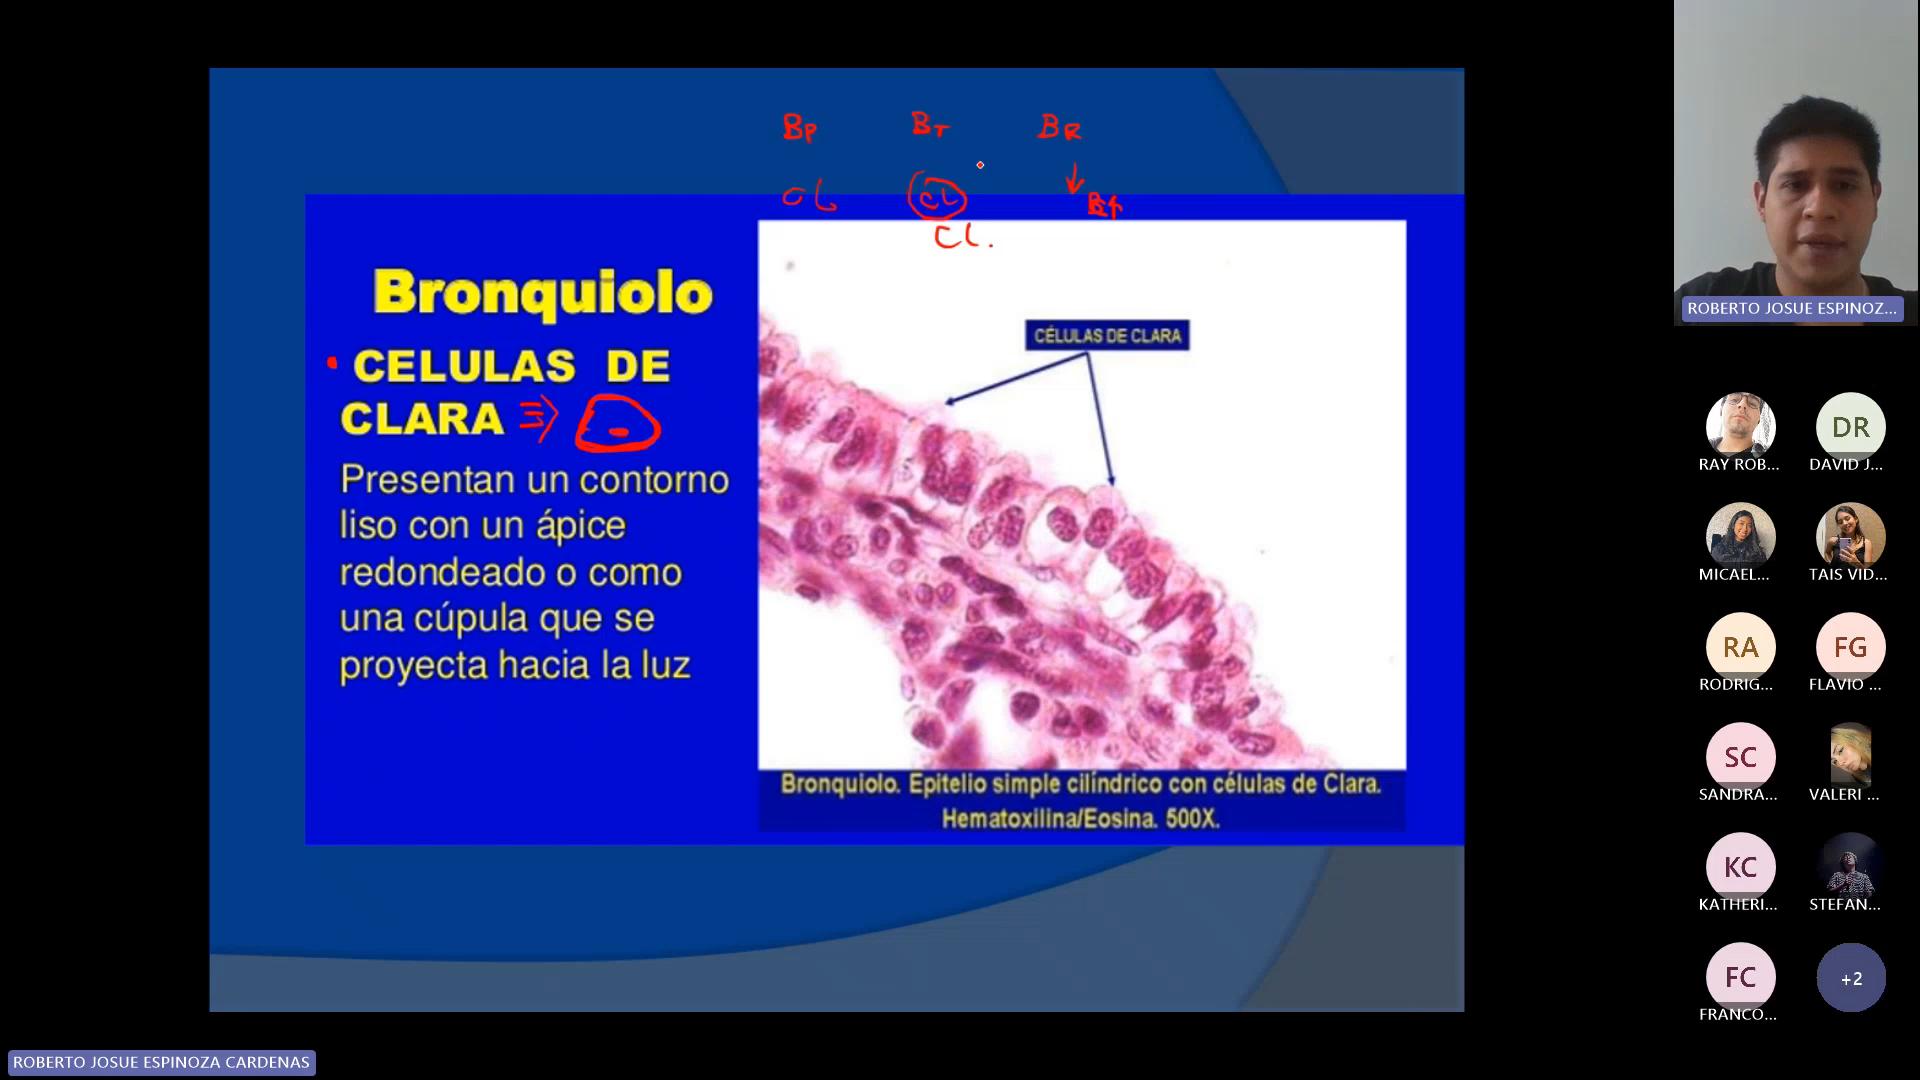 BP BT BR
CL CL
CL.
Bronquiolo
• CELULAS DE
CLARA
Presentan un contorno
liso con un ápice
redondeado o como
una cúpula que se
proyecta hacia la luz
CÉLULAS DE CLARA
Bronquiolo. Epitelio simple cilíndrico con células de Clara.
Hematoxilina/Eosina. 500X.
ROBERTO JOSUE ESPINOZ...
RAY ROB...
DR
DAVID J...
MICAEL...
TAIS VID...
RA
RODRIG...
FG
FLAVIO ...
SC
SANDRA...
VALERI ...
KC
KATHERI...
STEFAN...
FC
FRANCO...
+2
ROBERTO JOSUE ESPINOZA CARDENAS